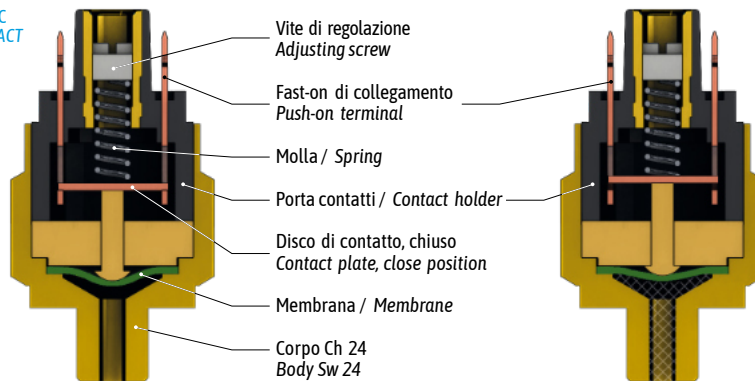 C
ACT
Vite di regolazione
Adjusting screw
Fast-on di collegamento
Push-on terminal
Molla / Spring
Porta contatti / Contact holder
Disco di contatto, chiuso
Contact plate, close position
Membrana / Membrane
Corpo Ch 24
Body Sw 24